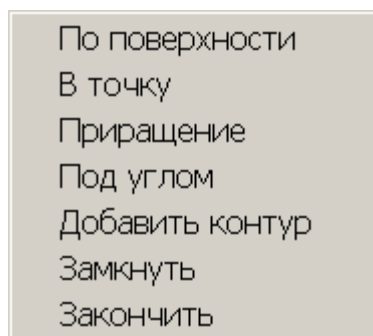 По поверхности
В точку
Приращение
Под углом
Добавить контур
Замкнуть
Закончить